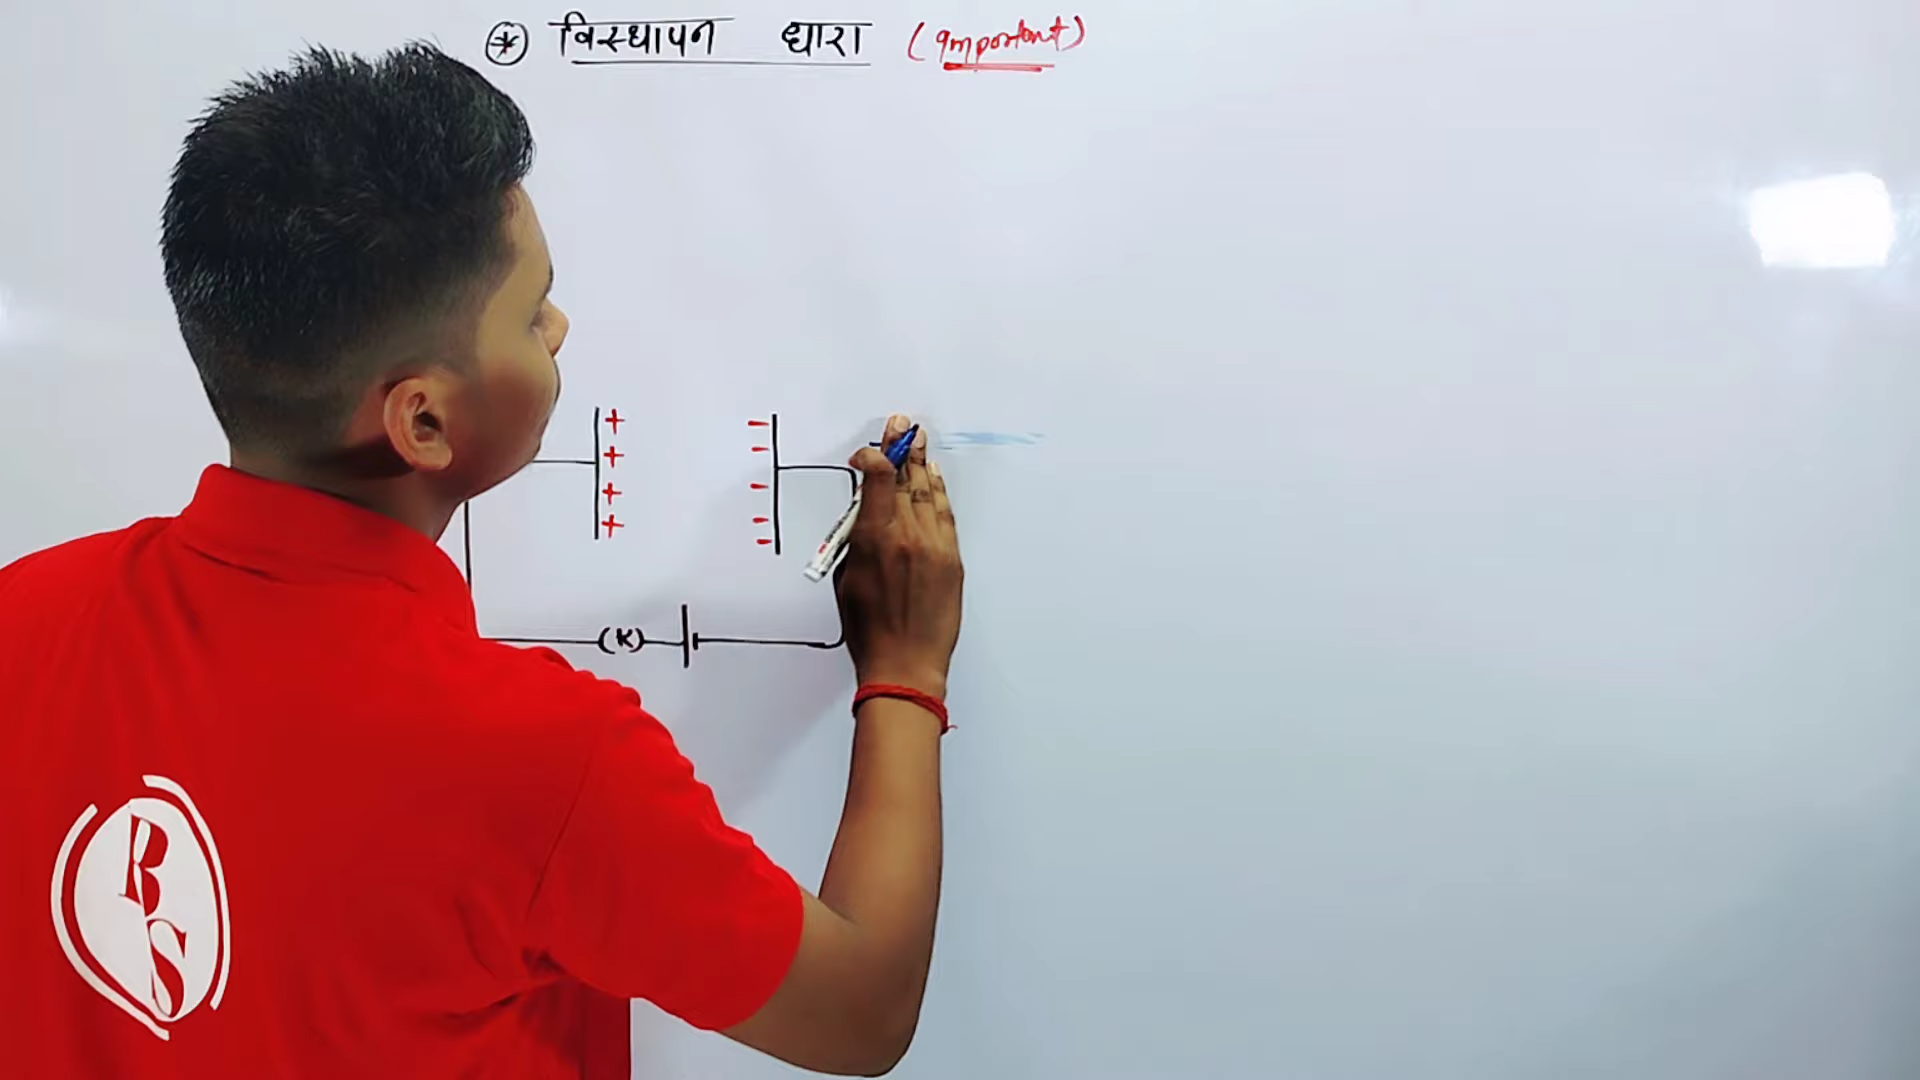 * विस्थापन धारा (Important)
+ -
+ -
+ -
+ -
-
(K)
B
S